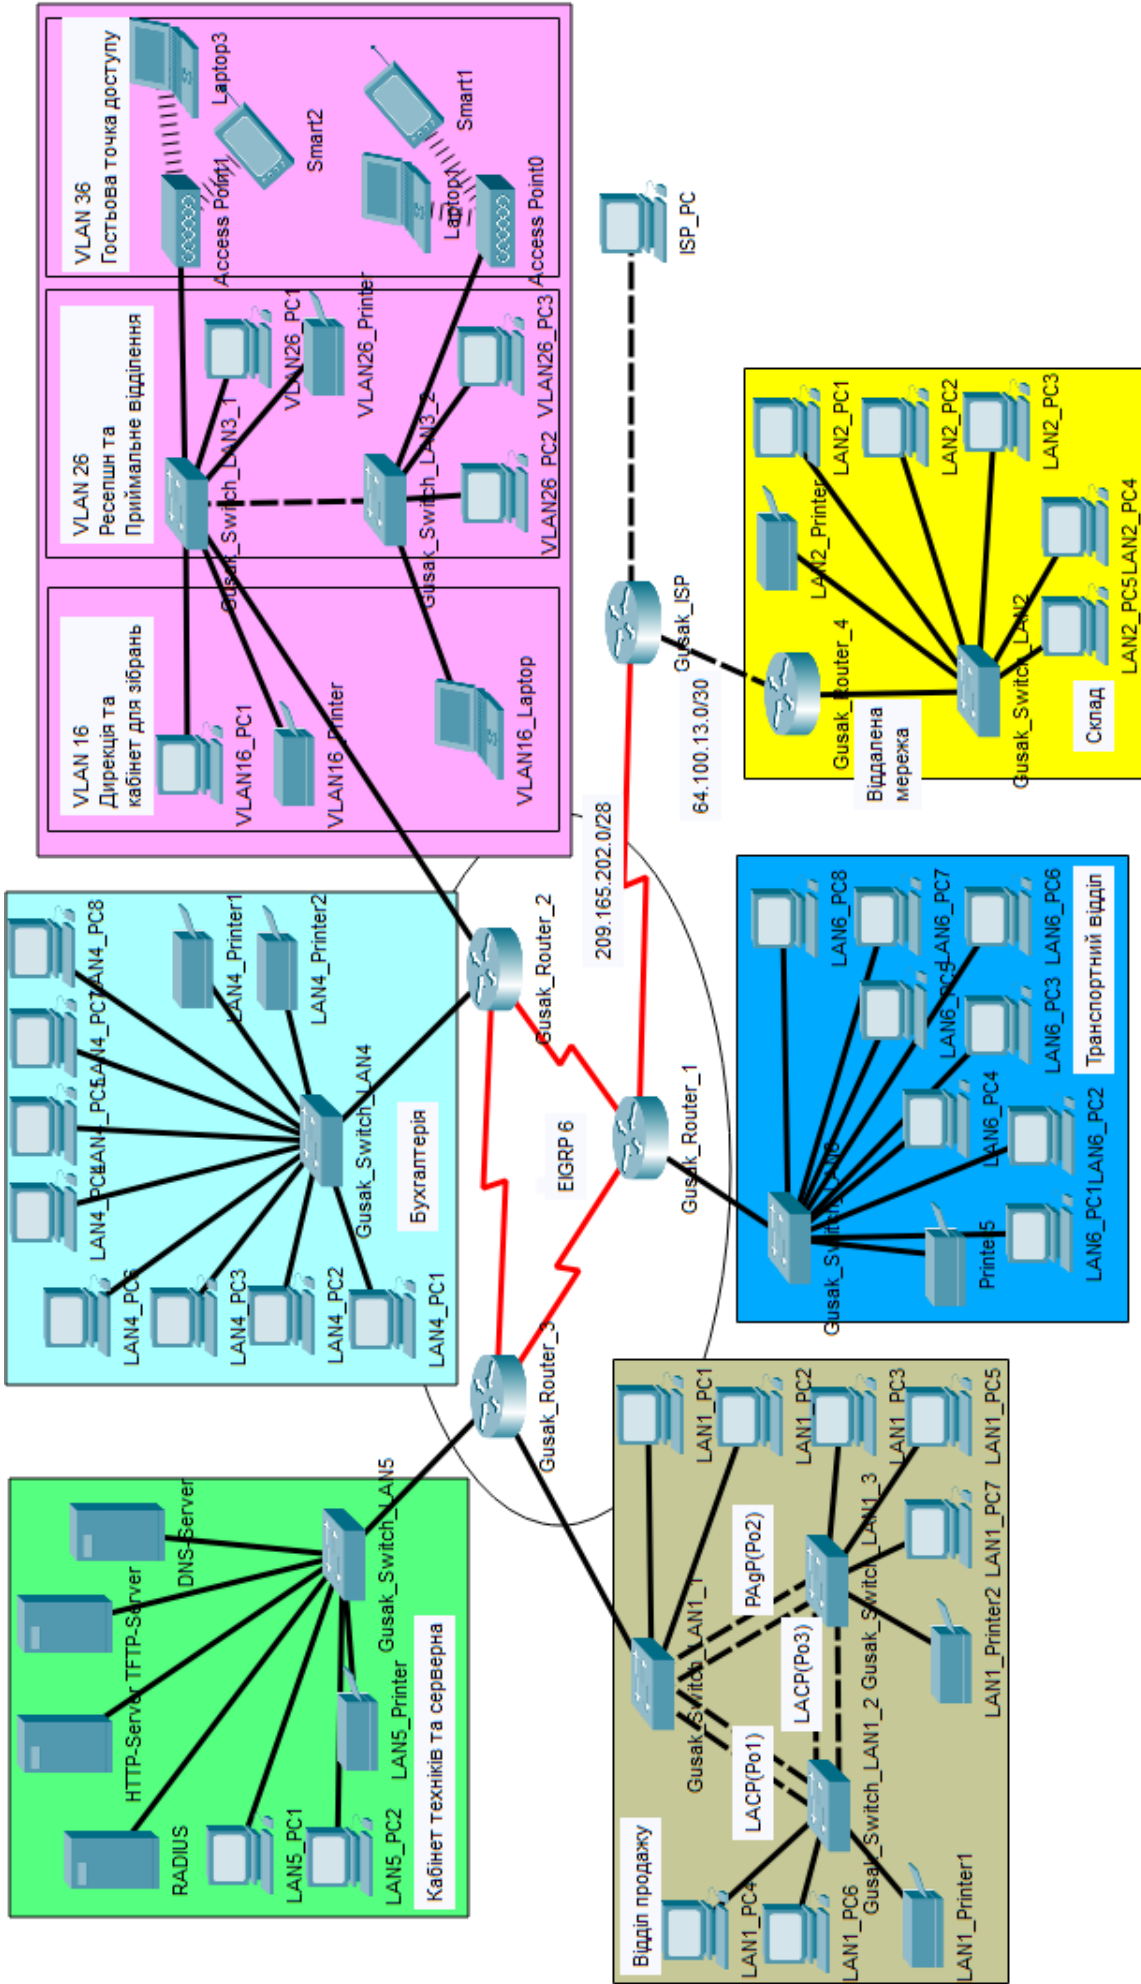 RADIUS
HTTP-Server
TFTP-Server
DNS-Server
LAN5_PC1
LAN5_PC2
LAN5_Printer
Gusak_Switch_LAN5
Кабінет техніків та серверна
LAN4_PC6
LAN4_PC3
LAN4_PC2
LAN4_PC1
LAN4_PC5
LAN4_PC7
LAN4_PC8
LAN4_Printer1
LAN4_Printer2
Gusak_Switch_LAN4
Бухгалтерія
VLAN 16
Дирекція та
кабінет для зібрань
VLAN16_PC1
VLAN16_Printer
VLAN16_Laptop
VLAN 26
Ресепшн та
Приймальне відділення
Gusak_Switch_LAN3_1
VLAN26_PC1
VLAN26_Printer
Gusak_Switch_LAN3_2
VLAN26_PC2
VLAN26_PC3
VLAN 36
Гостьова точка доступу
Access Point1
Laptop3
Smart2
Laptop1
Smart1
Access Point0
Gusak_Router_3
Gusak_Router_2
EIGRP 6
Gusak_Router_1
209.165.202.0/28
Gusak_ISP
ISP_PC
64.100.13.0/30
Відділ продажу
LAN1_PC4
LAN1_PC6
LAN1_Printer1
Gusak_Switch_LAN1_1
LACP(Po1)
PAgP(Po2)
LACP(Po3)
Gusak_Switch_LAN1_2
Gusak_Switch_LAN1_3
LAN1_PC1
LAN1_PC2
LAN1_PC3
LAN1_PC5
LAN1_PC7
LAN1_Printer2
Gusak_Switch_LAN6
Printer5
LAN6_PC1
LAN6_PC2
LAN6_PC4
LAN6_PC3
LAN6_PC5
LAN6_PC8
LAN6_PC7
LAN6_PC6
Транспортний відділ
Gusak_Router_4
Віддалена
мережа
Gusak_Switch_LAN2
LAN2_Printer
LAN2_PC1
LAN2_PC2
LAN2_PC3
LAN2_PC4
LAN2_PC5
Склад